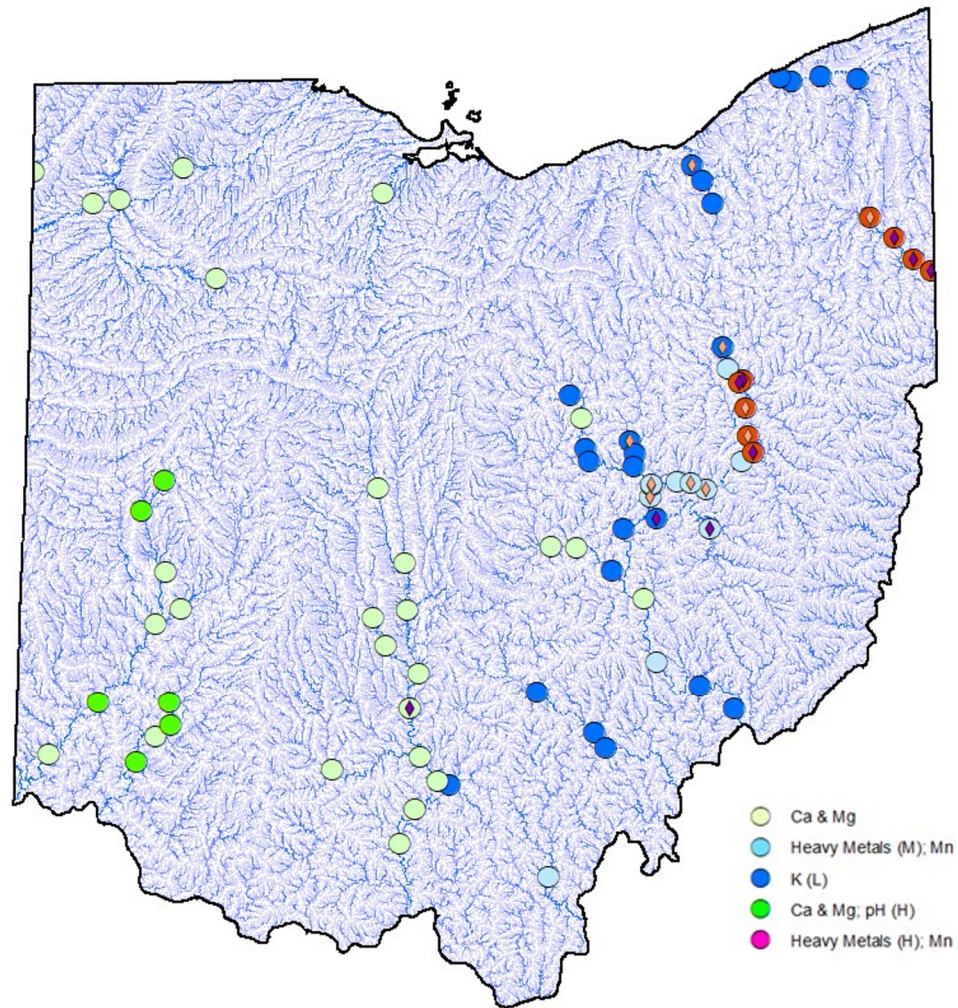 Ca & Mg
Heavy Metals (M); Mn
K (L)
Ca & Mg; pH (H)
Heavy Metals (H); Mn